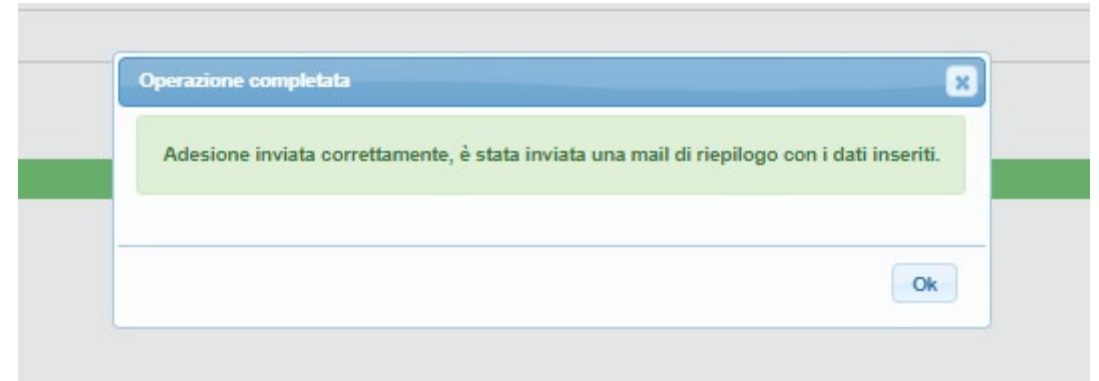 Operazione completata
Adesione inviata correttamente, è stata inviata una mail di riepilogo con i dati inseriti.
Ok